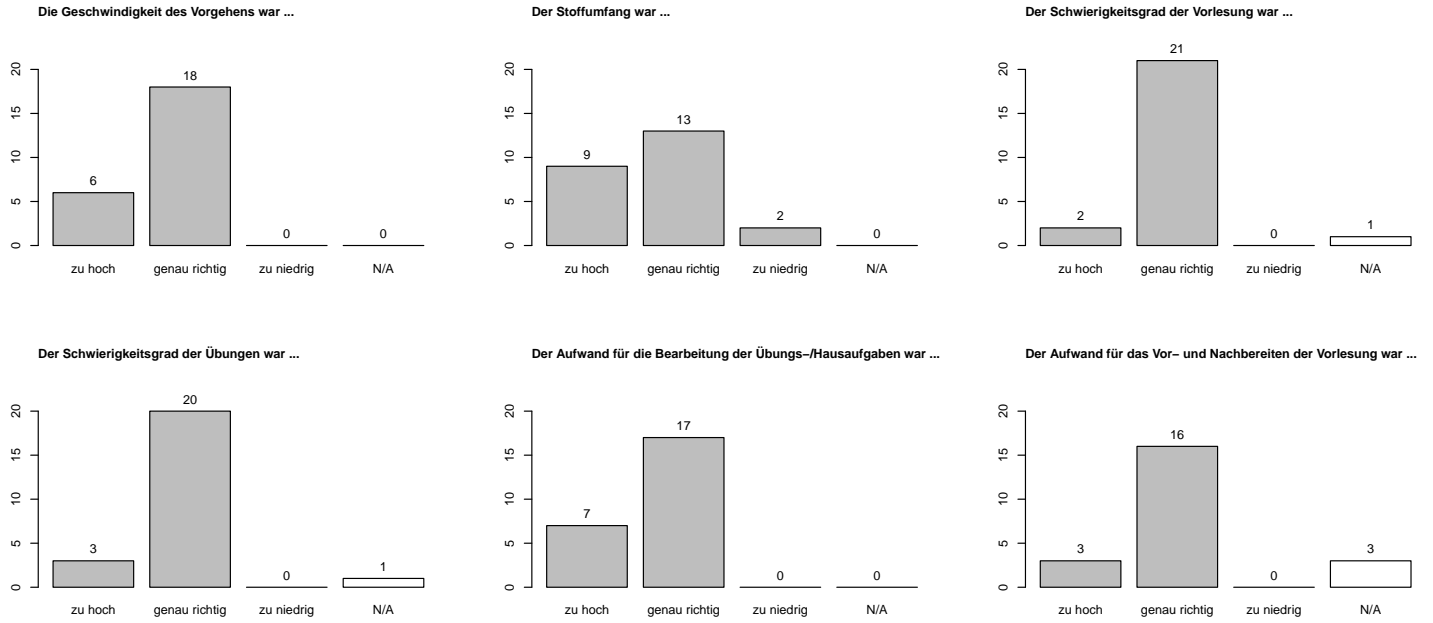 Die Geschwindigkeit des Vorgehens war ...
20
15
10
5
0
6
18
0
0
zu hoch
genau richtig
zu niedrig
N/A
Der Stoffumfang war ...
20
15
10
5
0
9
13
2
0
zu hoch
genau richtig
zu niedrig
N/A
Der Schwierigkeitsgrad der Vorlesung war ...
20
15
10
5
0
2
21
0
1
zu hoch
genau richtig
zu niedrig
N/A
Der Schwierigkeitsgrad der Übungen war ...
20
15
10
5
0
3
20
0
1
zu hoch
genau richtig
zu niedrig
N/A
Der Aufwand für die Bearbeitung der Übungs−/Hausaufgaben war ...
20
15
10
5
0
7
17
0
0
zu hoch
genau richtig
zu niedrig
N/A
Der Aufwand für das Vor− und Nachbereiten der Vorlesung war ...
20
15
10
5
0
3
16
0
3
zu hoch
genau richtig
zu niedrig
N/A